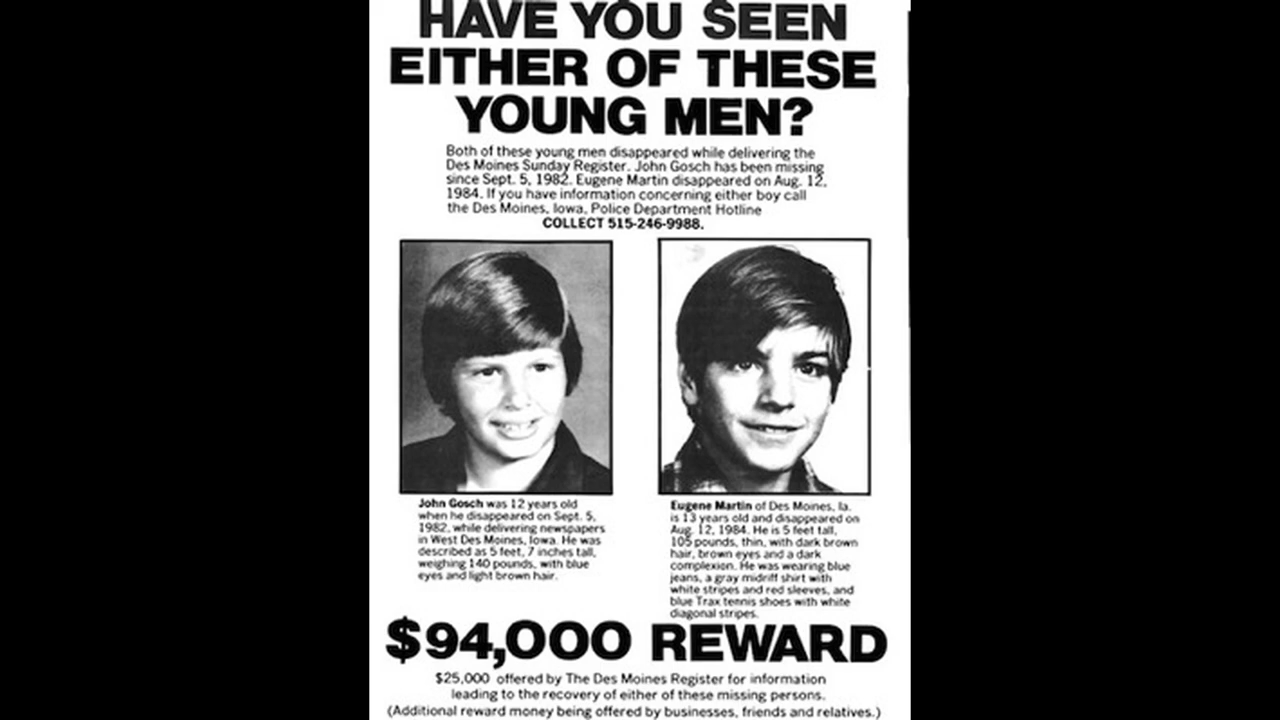 HAVE YOU SEEN
EITHER OF THESE
YOUNG MEN?
Both of these young men disappeared while delivering the
Des Moines Sunday Register. John Gosch has been missing
since Sept. 5, 1982. Eugene Martin disappeared on Aug. 12,
1984. If you have information concerning either boy call
the Des Moines, Iowa, Police Department Hotline
COLLECT 515-246-9988.
John Gosch was 12 years old
when he disappeared on Sept. 5,
1982, while delivering newspapers
in West Des Moines, Iowa. He was
described as 5 feet, 7 inches tall,
weighing 140 pounds, with blue
eyes and light brown hair.
Eugene Martin of Des Moines, Ia.
is 13 years old and disappeared on
Aug. 12, 1984. He is 5 feet tall,
105 pounds, thin, with dark brown
hair, brown eyes and a dark
complexion. He was wearing blue
jeans, a gray midriff shirt with
white stripes and red sleeves, and
blue Trax tennis shoes with white
diagonal stripes.
$94,000 REWARD
$25,000 offered by The Des Moines Register for information
leading to the recovery of either of these missing persons.
(Additional reward money being offered by businesses, friends and relatives.)